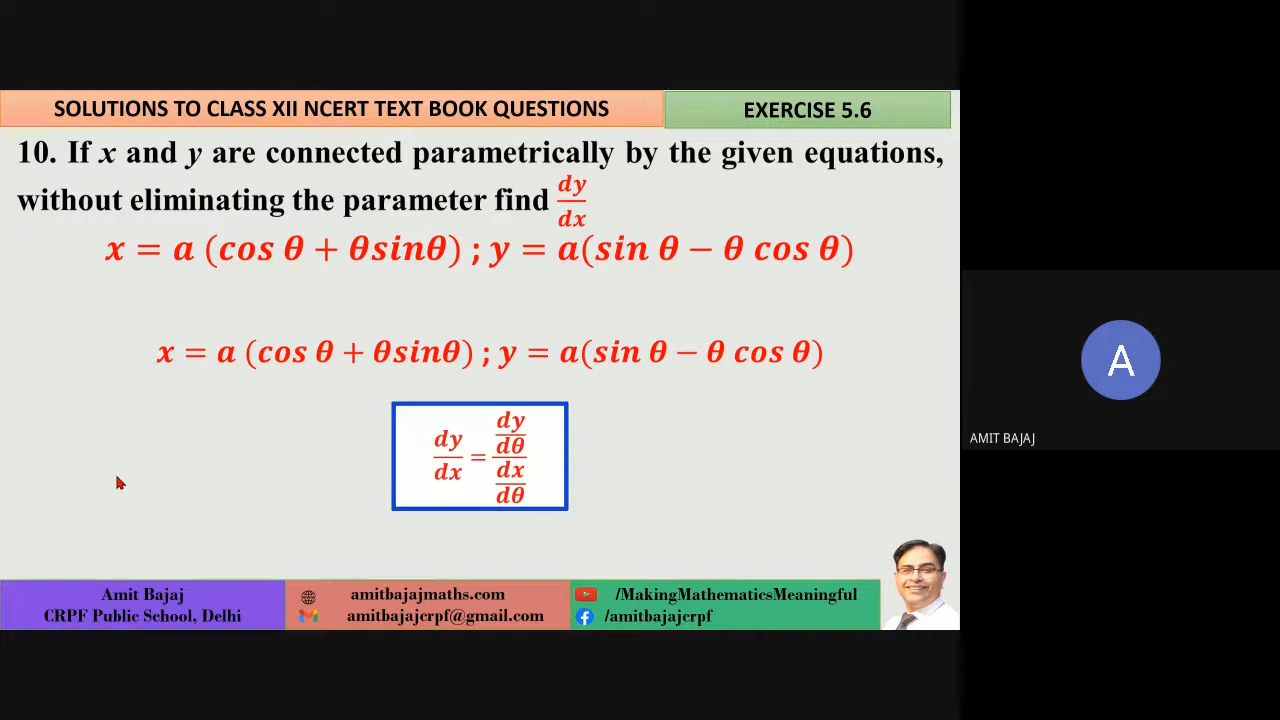 SOLUTIONS TO CLASS XII NCERT TEXT BOOK QUESTIONS
EXERCISE 5.6
10. If x and y are connected parametrically by the given equations,
without eliminating the parameter find dy/dx
x = a (cos θ + θsinθ) ; y = a(sin θ − θ cos θ)
x = a (cos θ + θsinθ) ; y = a(sin θ − θ cos θ)
dy/dx = (dy/dθ)/(dx/dθ)
A
AMIT BAJAJ
Amit Bajaj
CRPF Public School, Delhi
amitbajajmaths.com
amitbajajcrpf@gmail.com
/MakingMathematicsMeaningful
/amitbajajcrpf